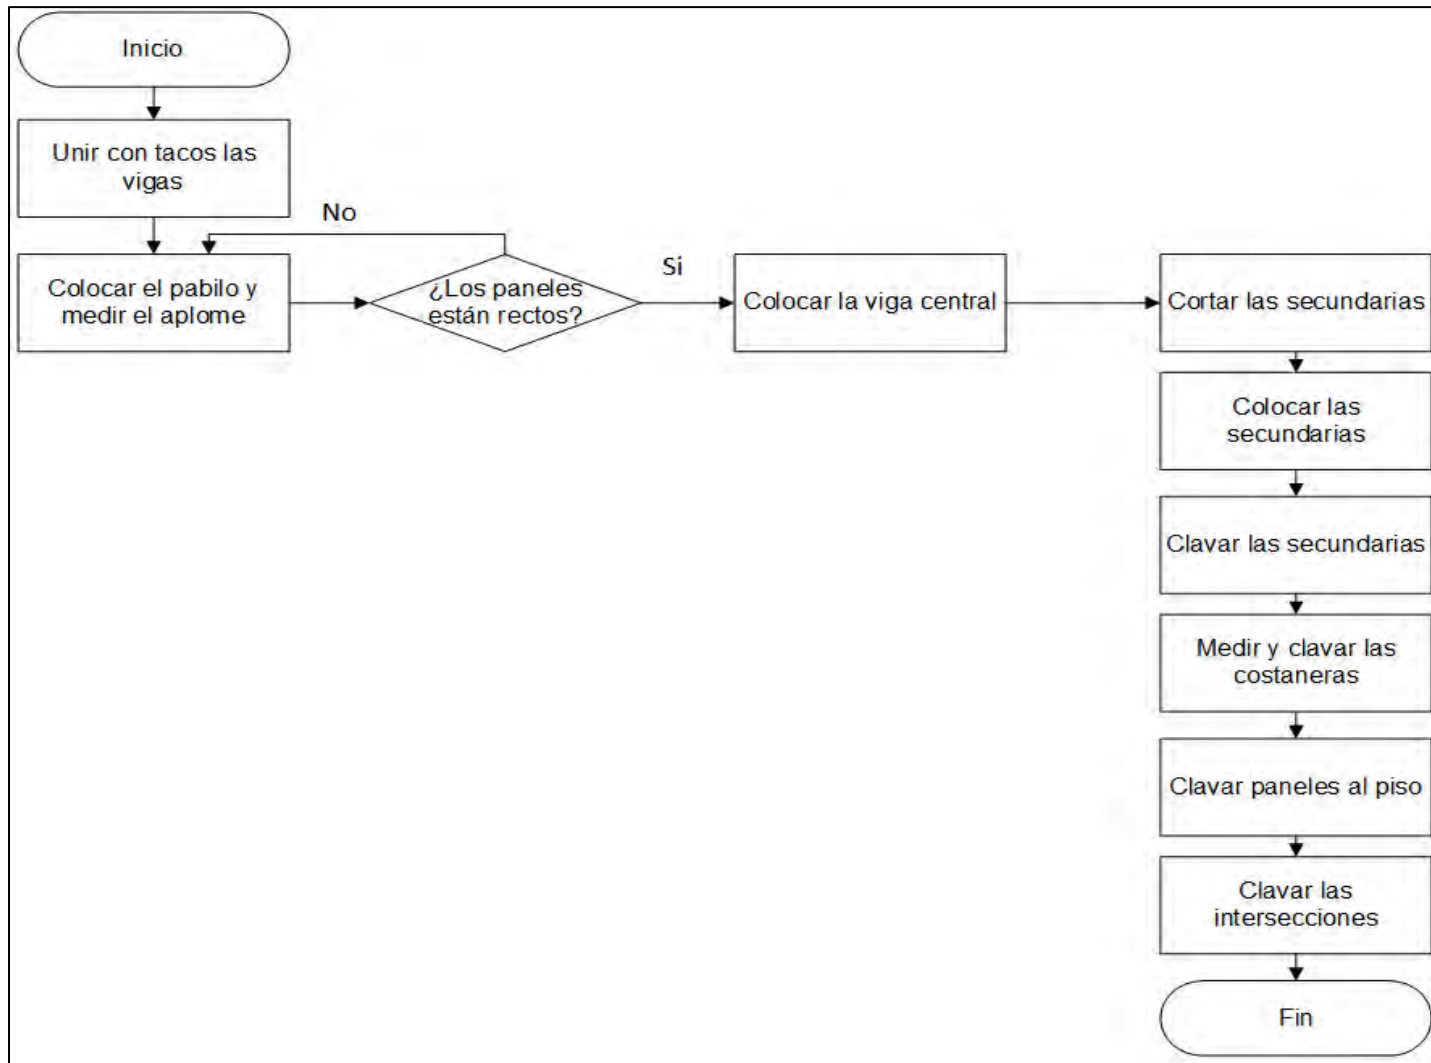 Inicio
Unir con tacos las
vigas
No
Colocar el pabilo y
medir el aplome
¿Los paneles
están rectos?
Si
Colocar la viga central
Cortar las secundarias
Colocar las
secundarias
Clavar las secundarias
Medir y clavar las
costaneras
Clavar paneles al piso
Clavar las
intersecciones
Fin